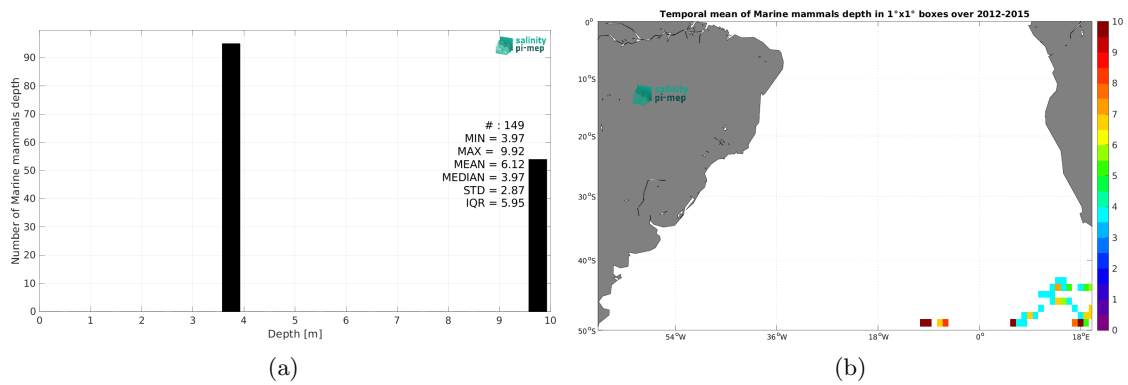 salinity
pi-mep
90
80
70
60
50
40
30
20
10
0
Number of Marine mammals depth
# : 149
MIN = 3.97
MAX = 9.92
MEAN = 6.12
MEDIAN = 3.97
STD = 2.87
IQR = 5.95
0 1 2 3 4 5 6 7 8 9 10
Depth [m]
(a)
Temporal mean of Marine mammals depth in 1°x1° boxes over 2012-2015
0°
10°S
20°S
30°S
40°S
50°S
salinity
pi-mep
54°W 36°W 18°W 0° 18°E
10
9
8
7
6
5
4
3
2
1
0
(b)